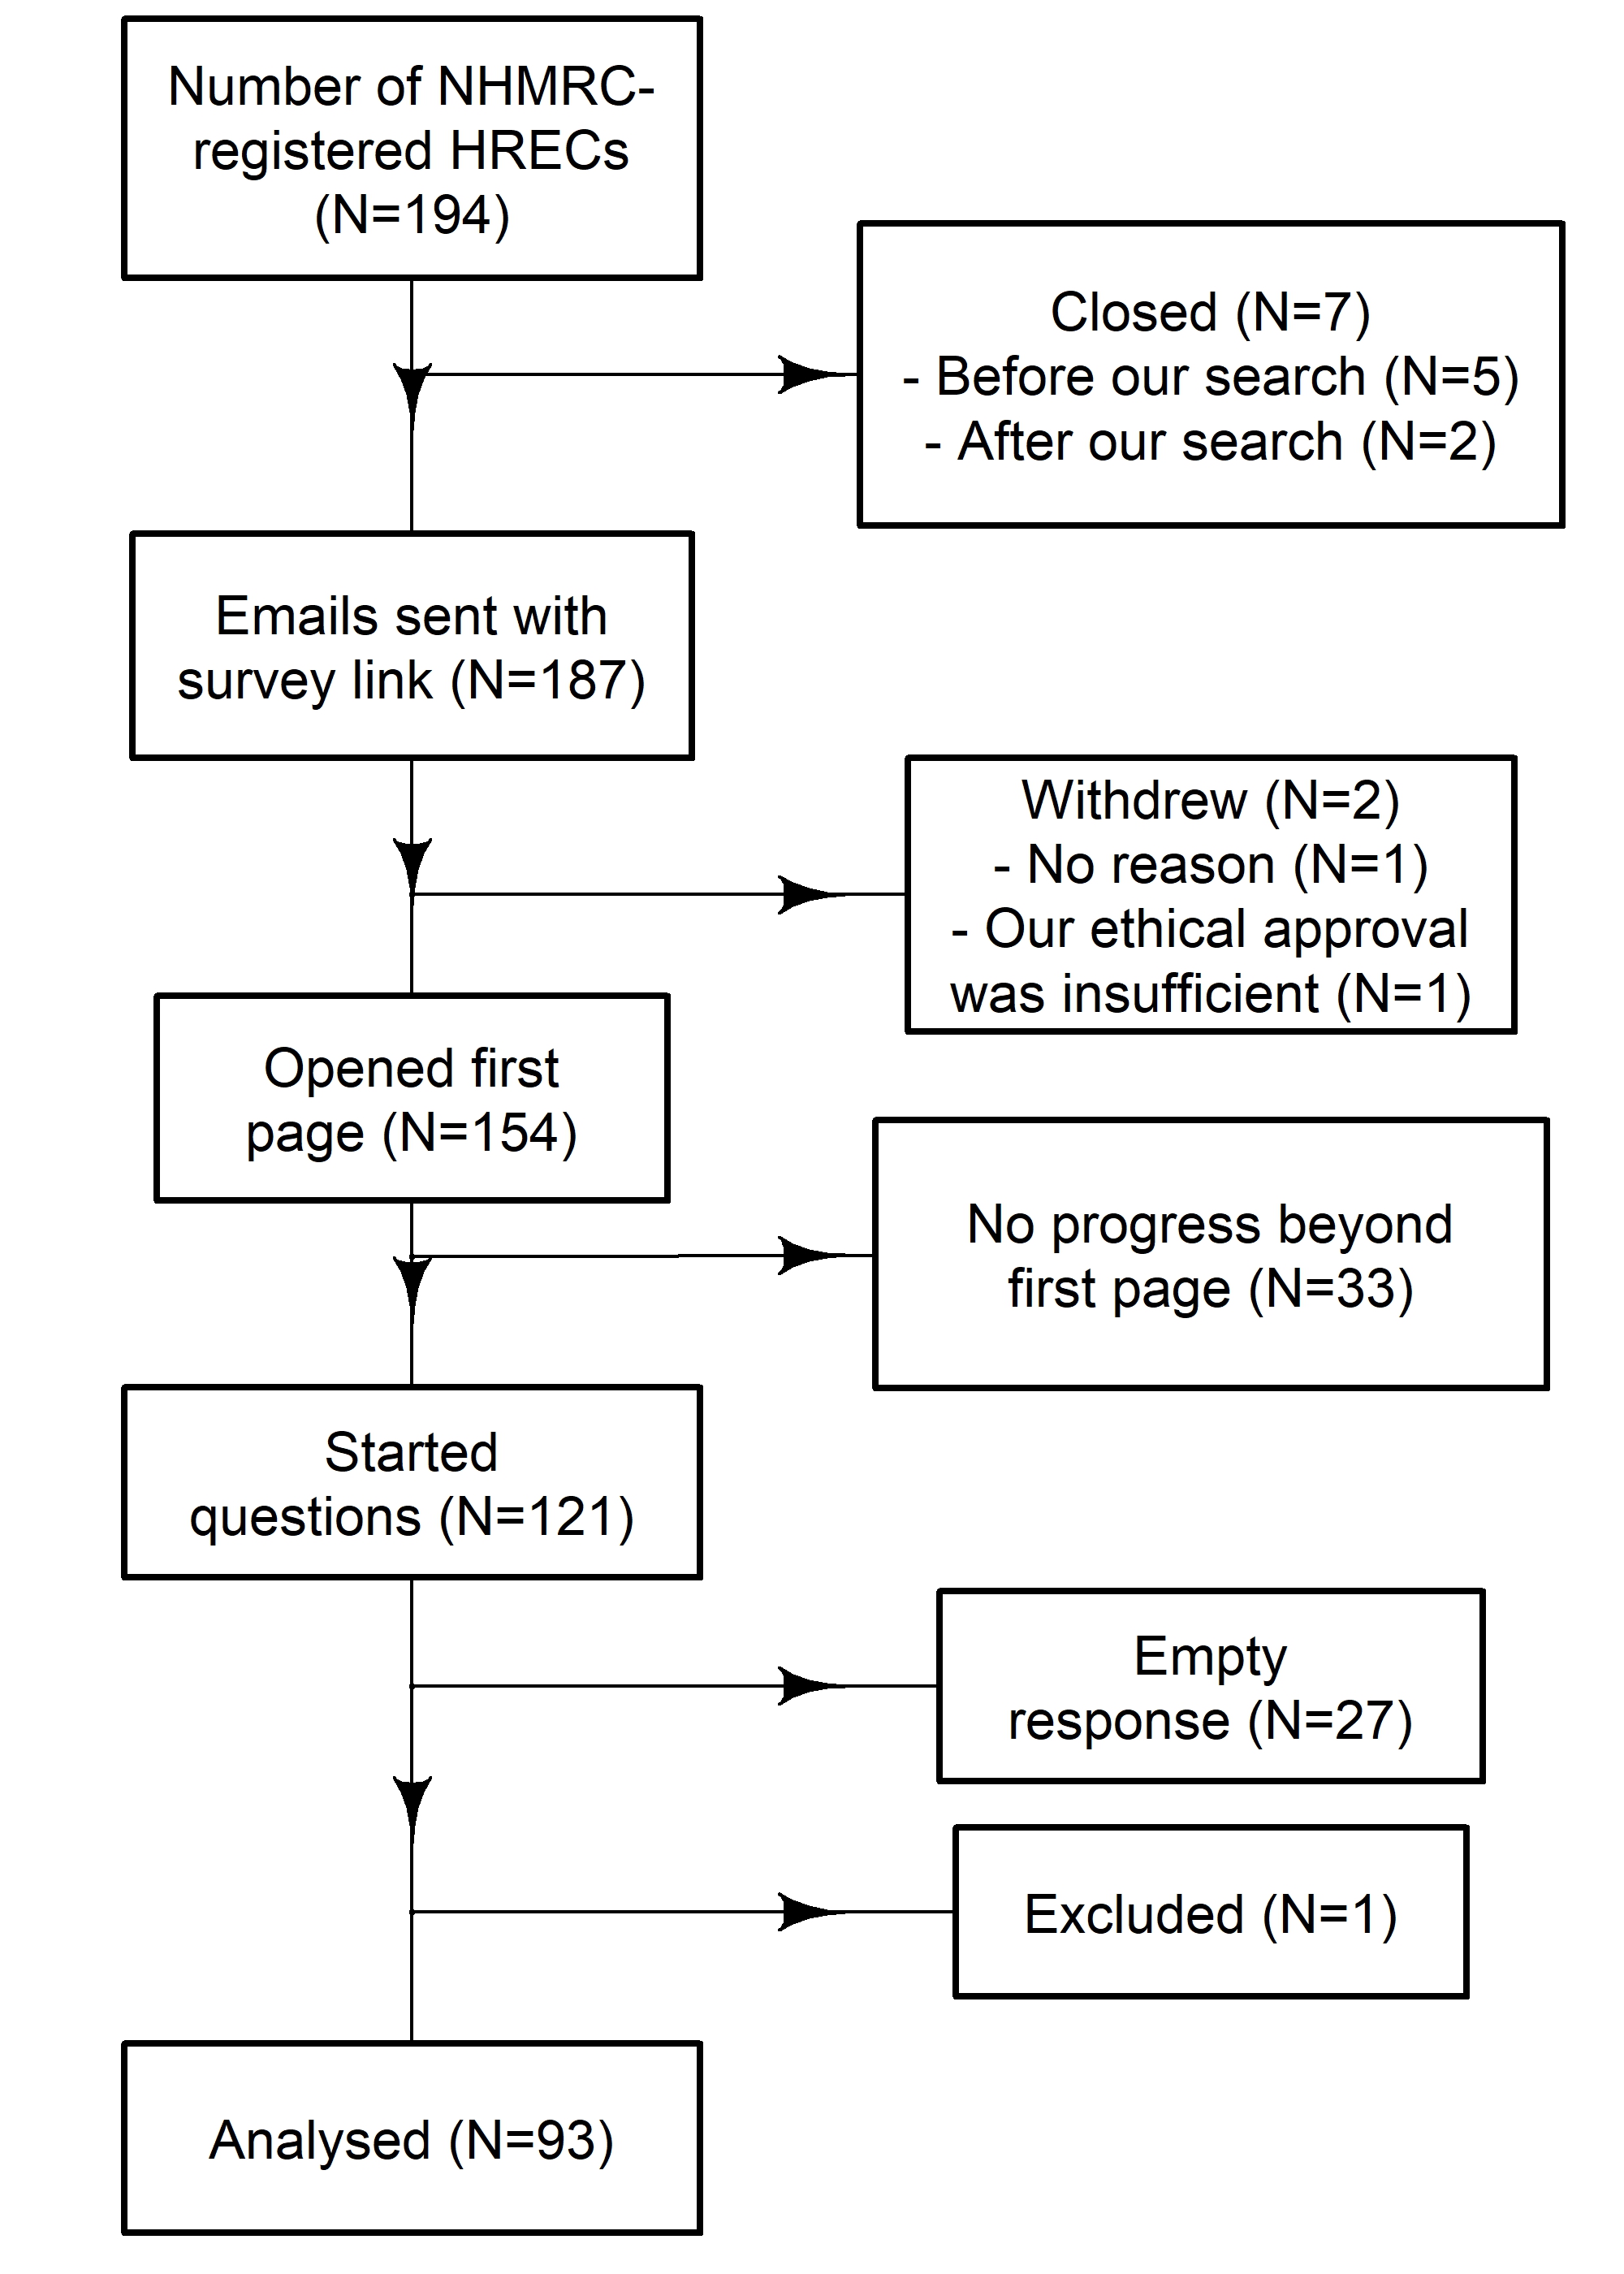 Number of NHMRC-
registered HRECs
(N=194)
Closed (N=7)
- Before our search (N=5)
- After our search (N=2)
Emails sent with
survey link (N=187)
Withdrew (N=2)
- No reason (N=1)
- Our ethical approval
was insufficient (N=1)
Opened first
page (N=154)
No progress beyond
first page (N=33)
Started
questions (N=121)
Empty
response (N=27)
Excluded (N=1)
Analysed (N=93)